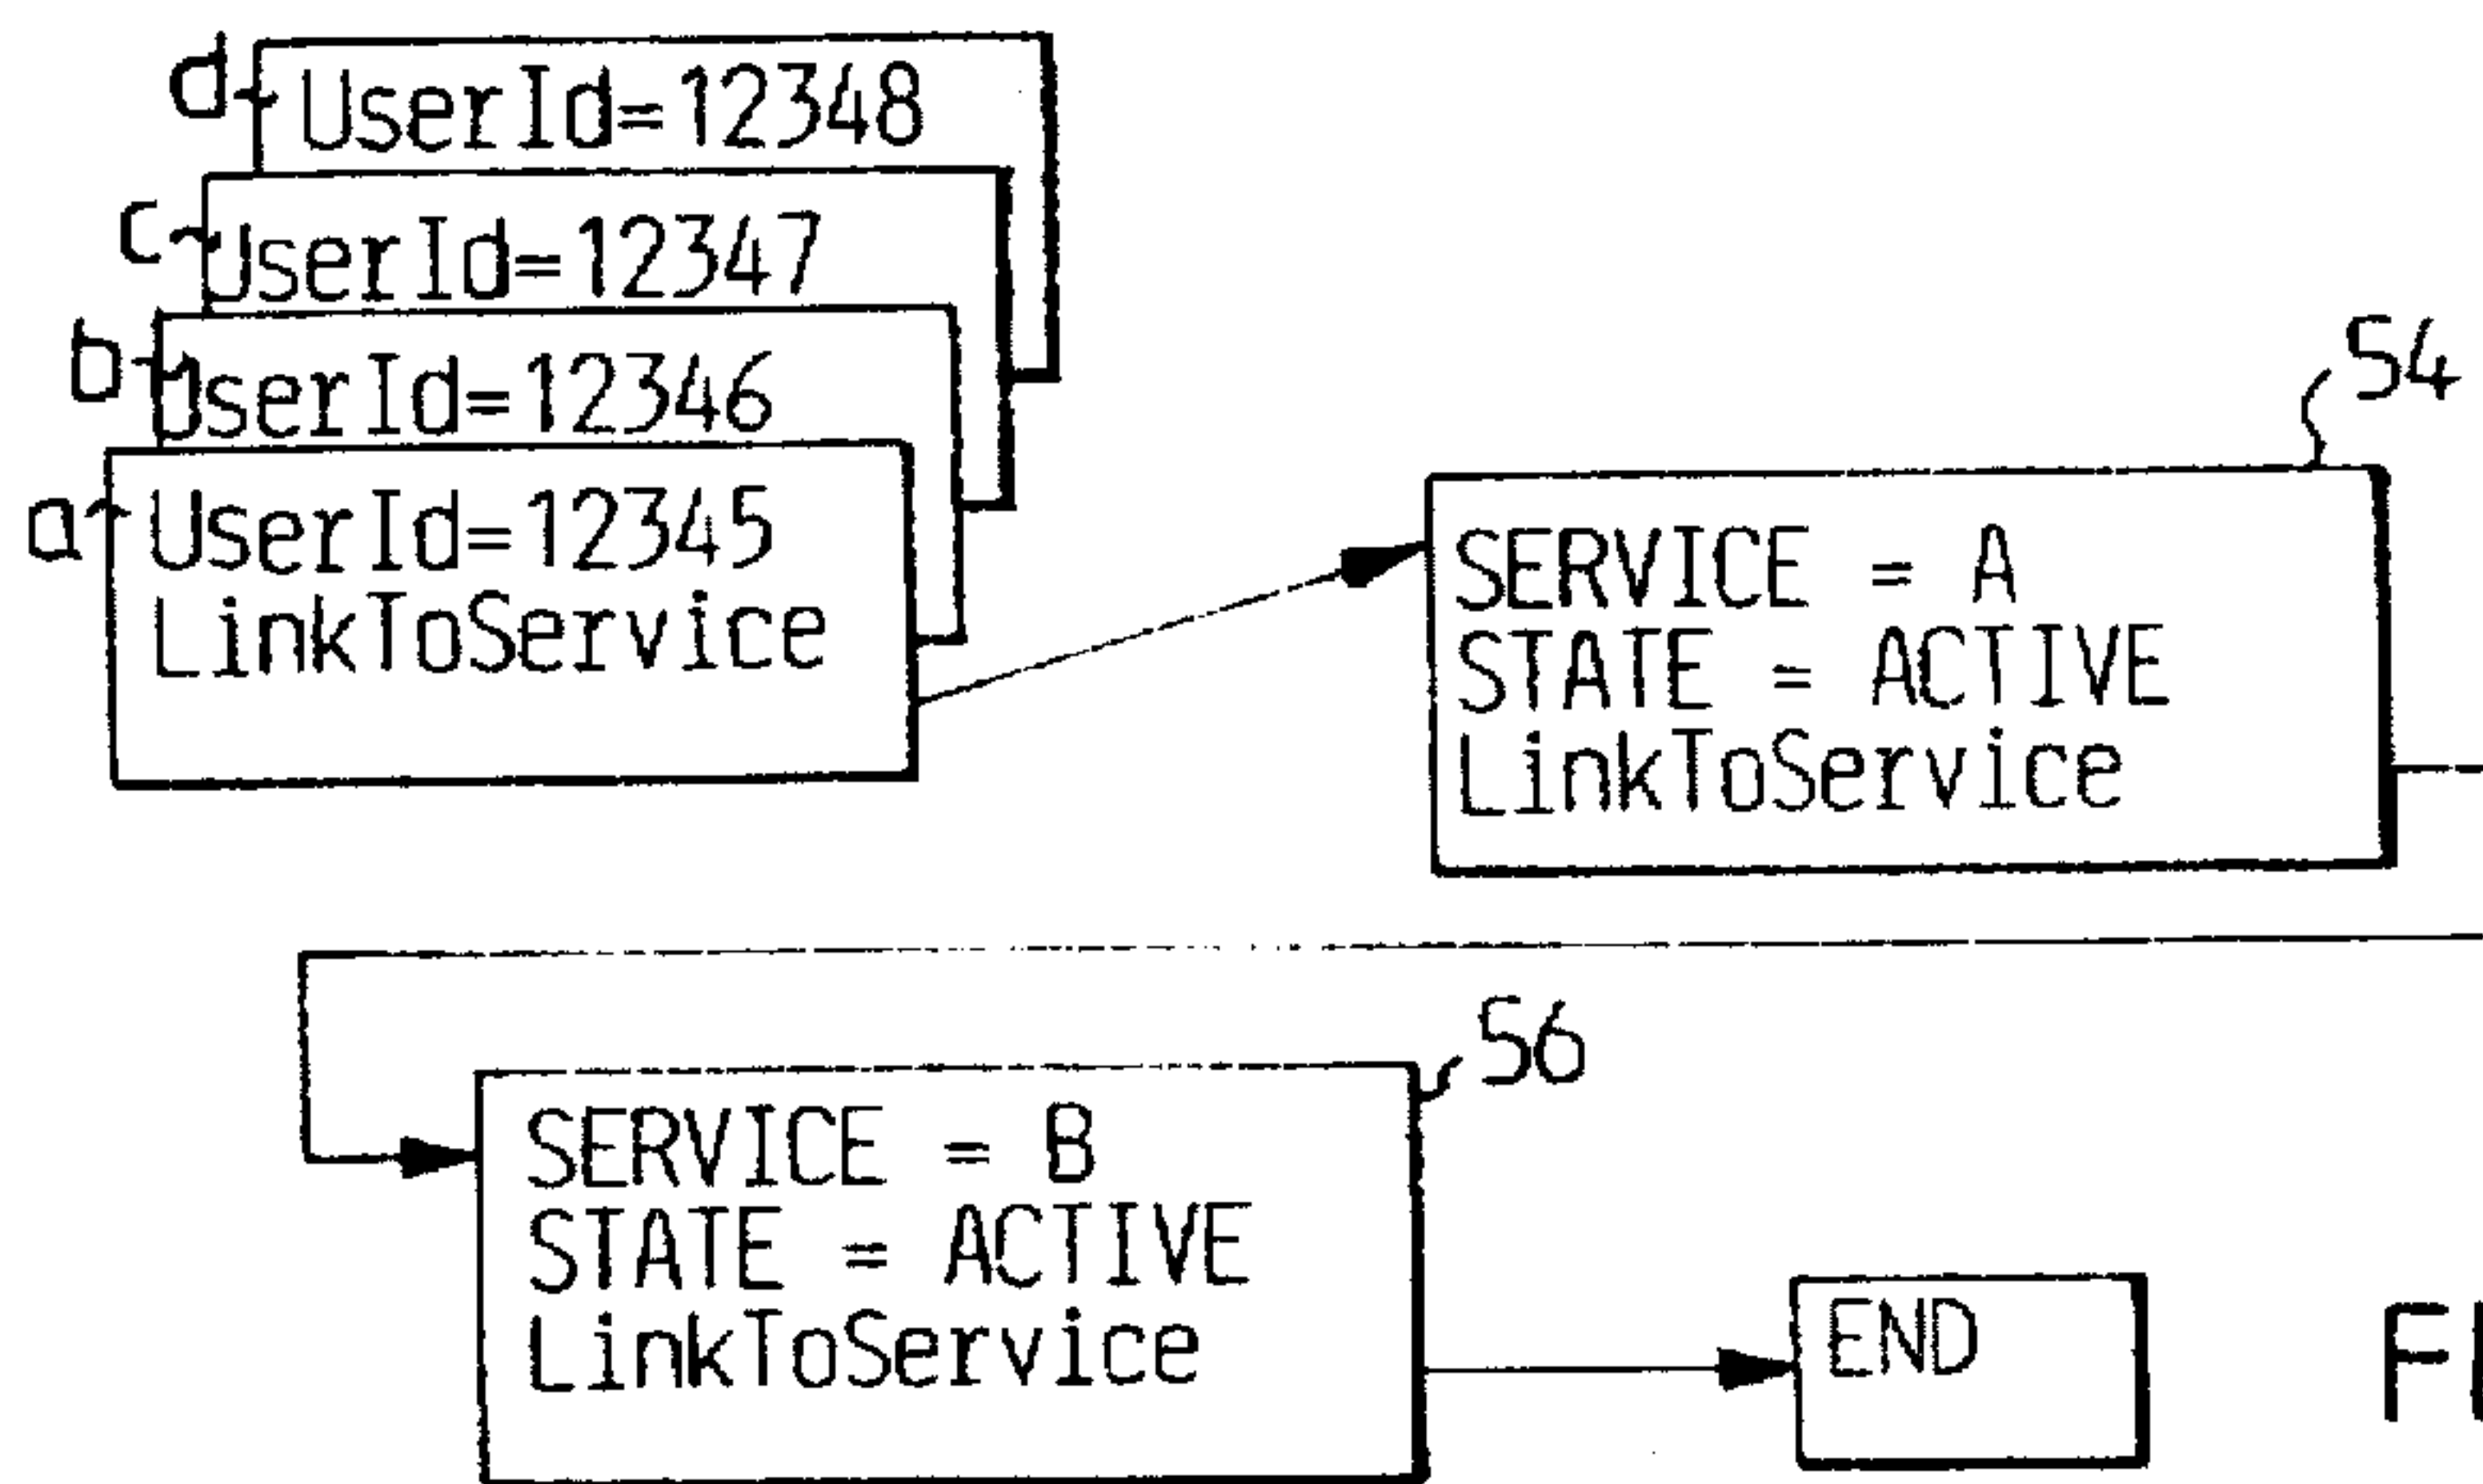 d
UserId=12348
c
UserId=12347
b
UserId=12346
a
UserId=12345
LinkToService
54
SERVICE = A
STATE = ACTIVE
LinkToService
56
SERVICE = B
STATE = ACTIVE
LinkToService
END